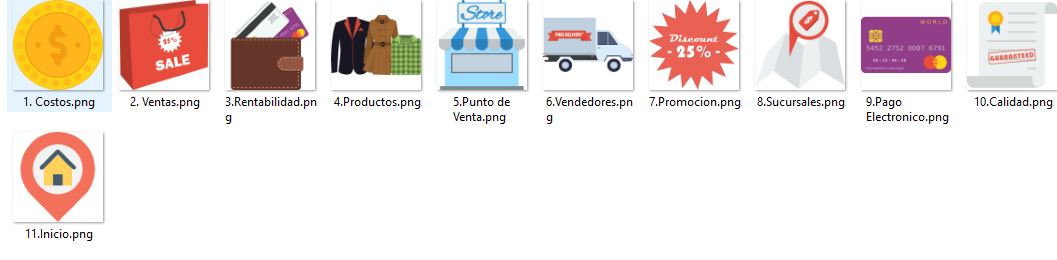 25%
SALE
Store
FREE DELIVERY
Discount
- 25% -
WORLD
5452 2752 8007 6791
GUARANTEED
1. Costos.png
2. Ventas.png
3.Rentabilidad.pn
g
4.Productos.png
5.Punto de
Venta.png
6.Vendedores.pn
g
7.Promocion.png
8.Sucursales.png
9.Pago
Electronico.png
10.Calidad.png
11.Inicio.png